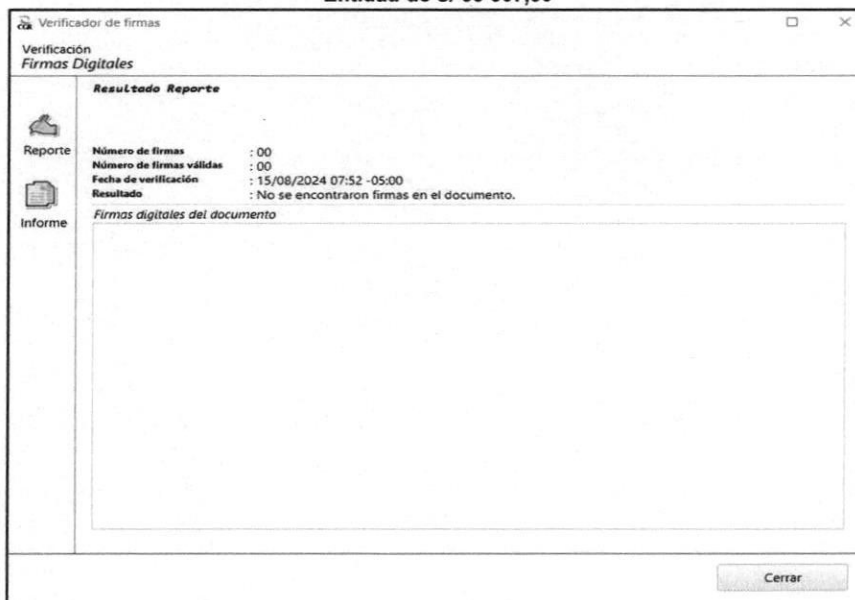 Verificador de firmas
Verificación
Firmas Digitales
Resultado Reporte
Reporte
Número de firmas : 00
Número de firmas válidas : 00
Fecha de verificación : 15/08/2024 07:52 -05:00
Resultado : No se encontraron firmas en el documento.
Informe
Firmas digitales del documento
Cerrar